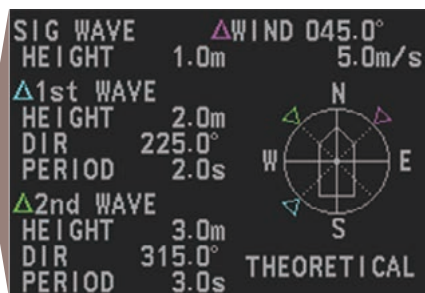 SIG WAVE
HEIGHT 1.0m
△WIND 045.0°
5.0m/s
△1st WAVE
HEIGHT 2.0m
DIR 225.0°
PERIOD 2.0s
△2nd WAVE
HEIGHT 3.0m
DIR 315.0°
PERIOD 3.0s
N
W
E
S
THEORETICAL